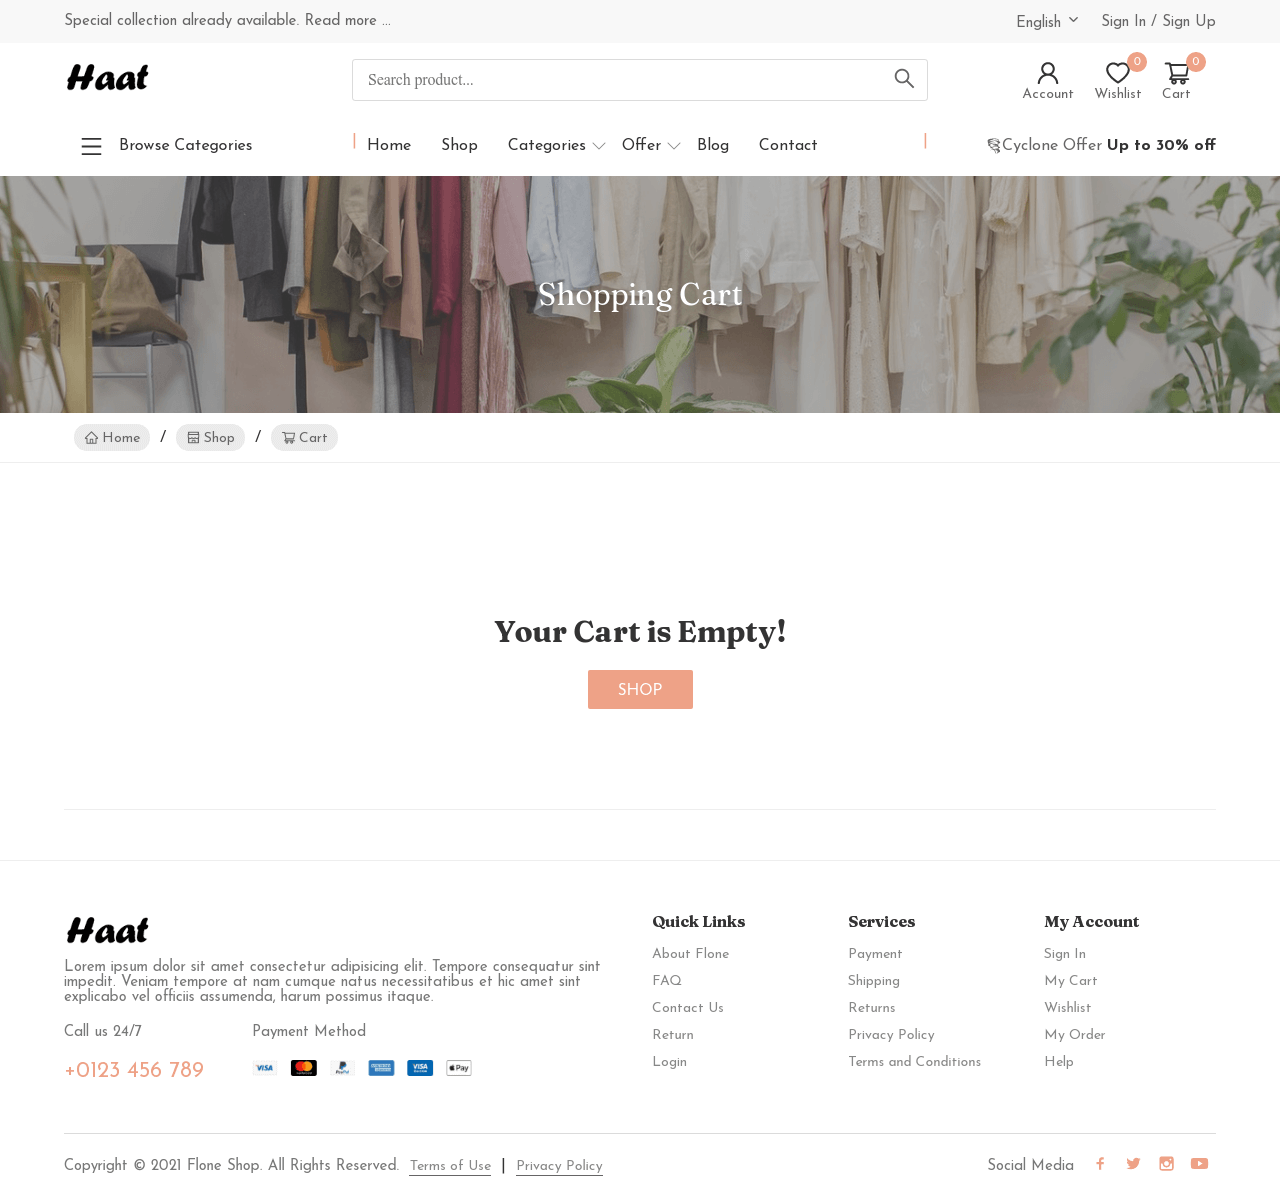 Special collection already available. Read more ...
English
Sign In / Sign Up
Haat
Search product...
Account
0
Wishlist
0
Cart
Browse Categories
Home
Shop
Categories
Offer
Blog
Contact
Cyclone Offer Up to 30% off
Shopping Cart
Home / Shop / Cart
Your Cart is Empty!
SHOP
Haat
Lorem ipsum dolor sit amet consectetur adipisicing elit. Tempore consequatur sint
impedit. Veniam tempore at nam cumque natus necessitatibus et hic amet sint
explicabo vel officiis assumenda, harum possimus itaque.
Call us 24/7
+0123 456 789
Payment Method
VISA
PayPal
VISA
Pay
Quick Links
About Flone
FAQ
Contact Us
Return
Login
Services
Payment
Shipping
Returns
Privacy Policy
Terms and Conditions
My Account
Sign In
My Cart
Wishlist
My Order
Help
Copyright © 2021 Flone Shop. All Rights Reserved. Terms of Use | Privacy Policy
Social Media